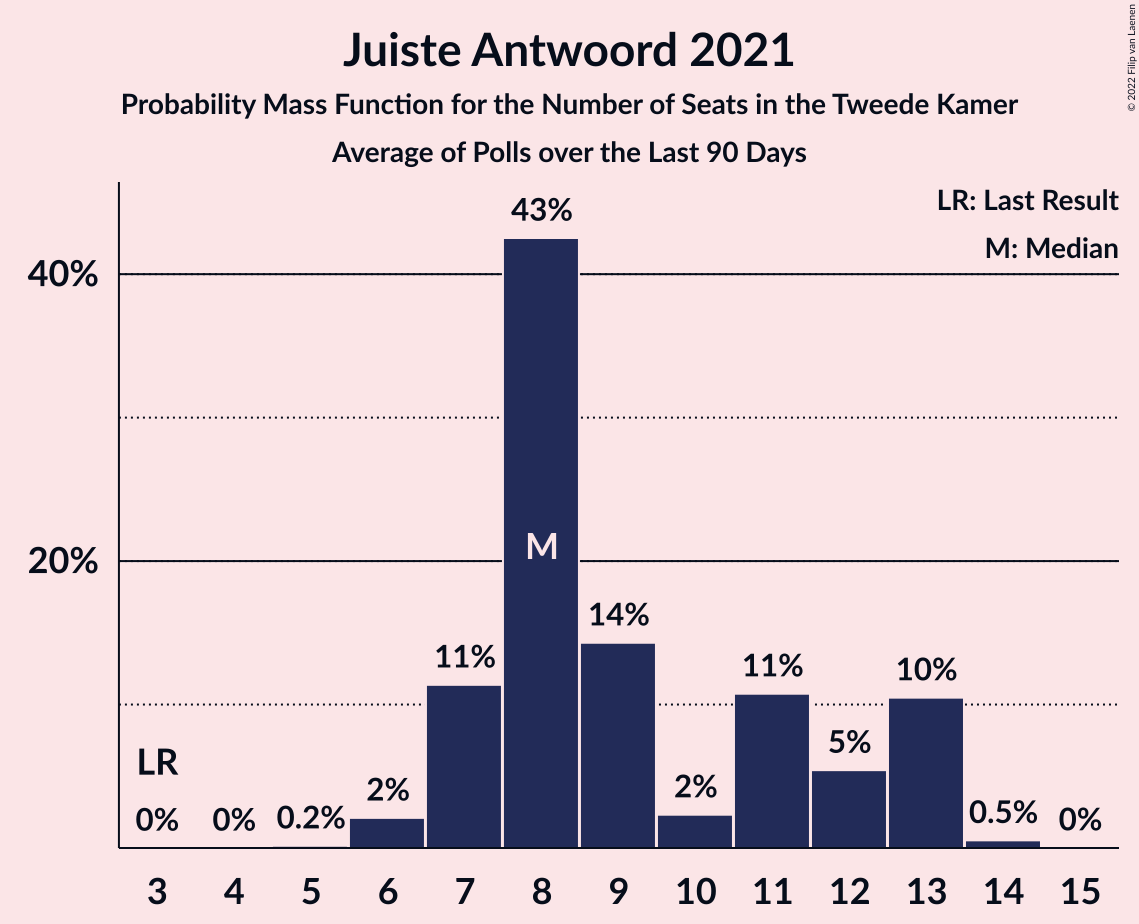 Juiste Antwoord 2021
Probability Mass Function for the Number of Seats in the Tweede Kamer
Average of Polls over the Last 90 Days
© 2022 Filip van Laenen
LR: Last Result
M: Median
43%
40%
M
20%
14%
11%
11%
10%
5%
LR
2%
2%
0%
0%
0.2%
0.5%
0%
3 4 5 6 7 8 9 10 11 12 13 14 15